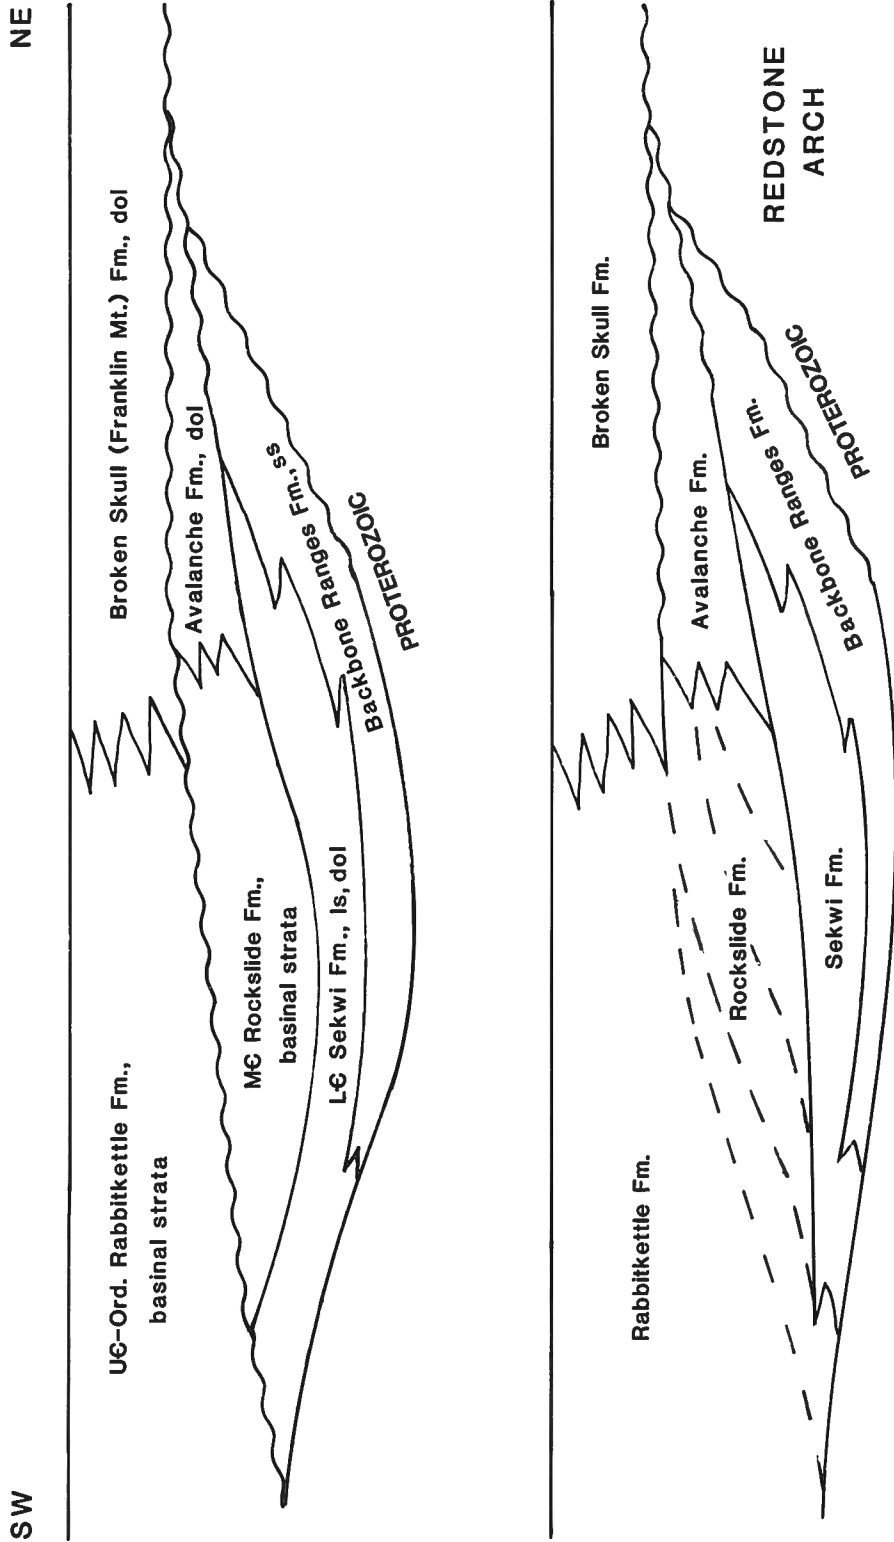 SW
NE
Broken Skull (Franklin Mt.) Fm., dol
UЄ-Ord. Rabbitkettle Fm.,
basinal strata
Avalanche Fm., dol
MЄ Rockslide Fm.,
basinal strata
Backbone Ranges Fm., ss
LЄ Sekwi Fm., ls, dol
PROTEROZOIC
Broken Skull Fm.
REDSTONE
ARCH
Rabbitkettle Fm.
Avalanche Fm.
Rockslide Fm.
Backbone Ranges Fm.
Sekwi Fm.
PROTEROZOIC